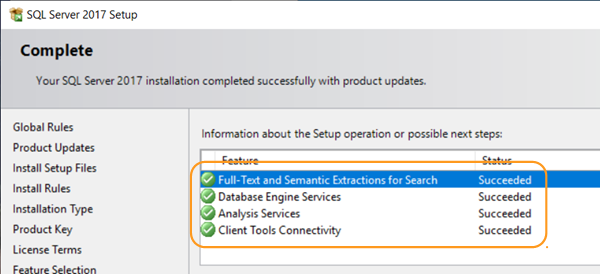 SQL Server 2017 Setup
Complete
Your SQL Server 2017 installation completed successfully with product updates.
Global Rules
Product Updates
Install Setup Files
Install Rules
Installation Type
Product Key
License Terms
Feature Selection
Information about the Setup operation or possible next steps:
Feature Status
Full-Text and Semantic Extractions for Search Succeeded
Database Engine Services Succeeded
Analysis Services Succeeded
Client Tools Connectivity Succeeded